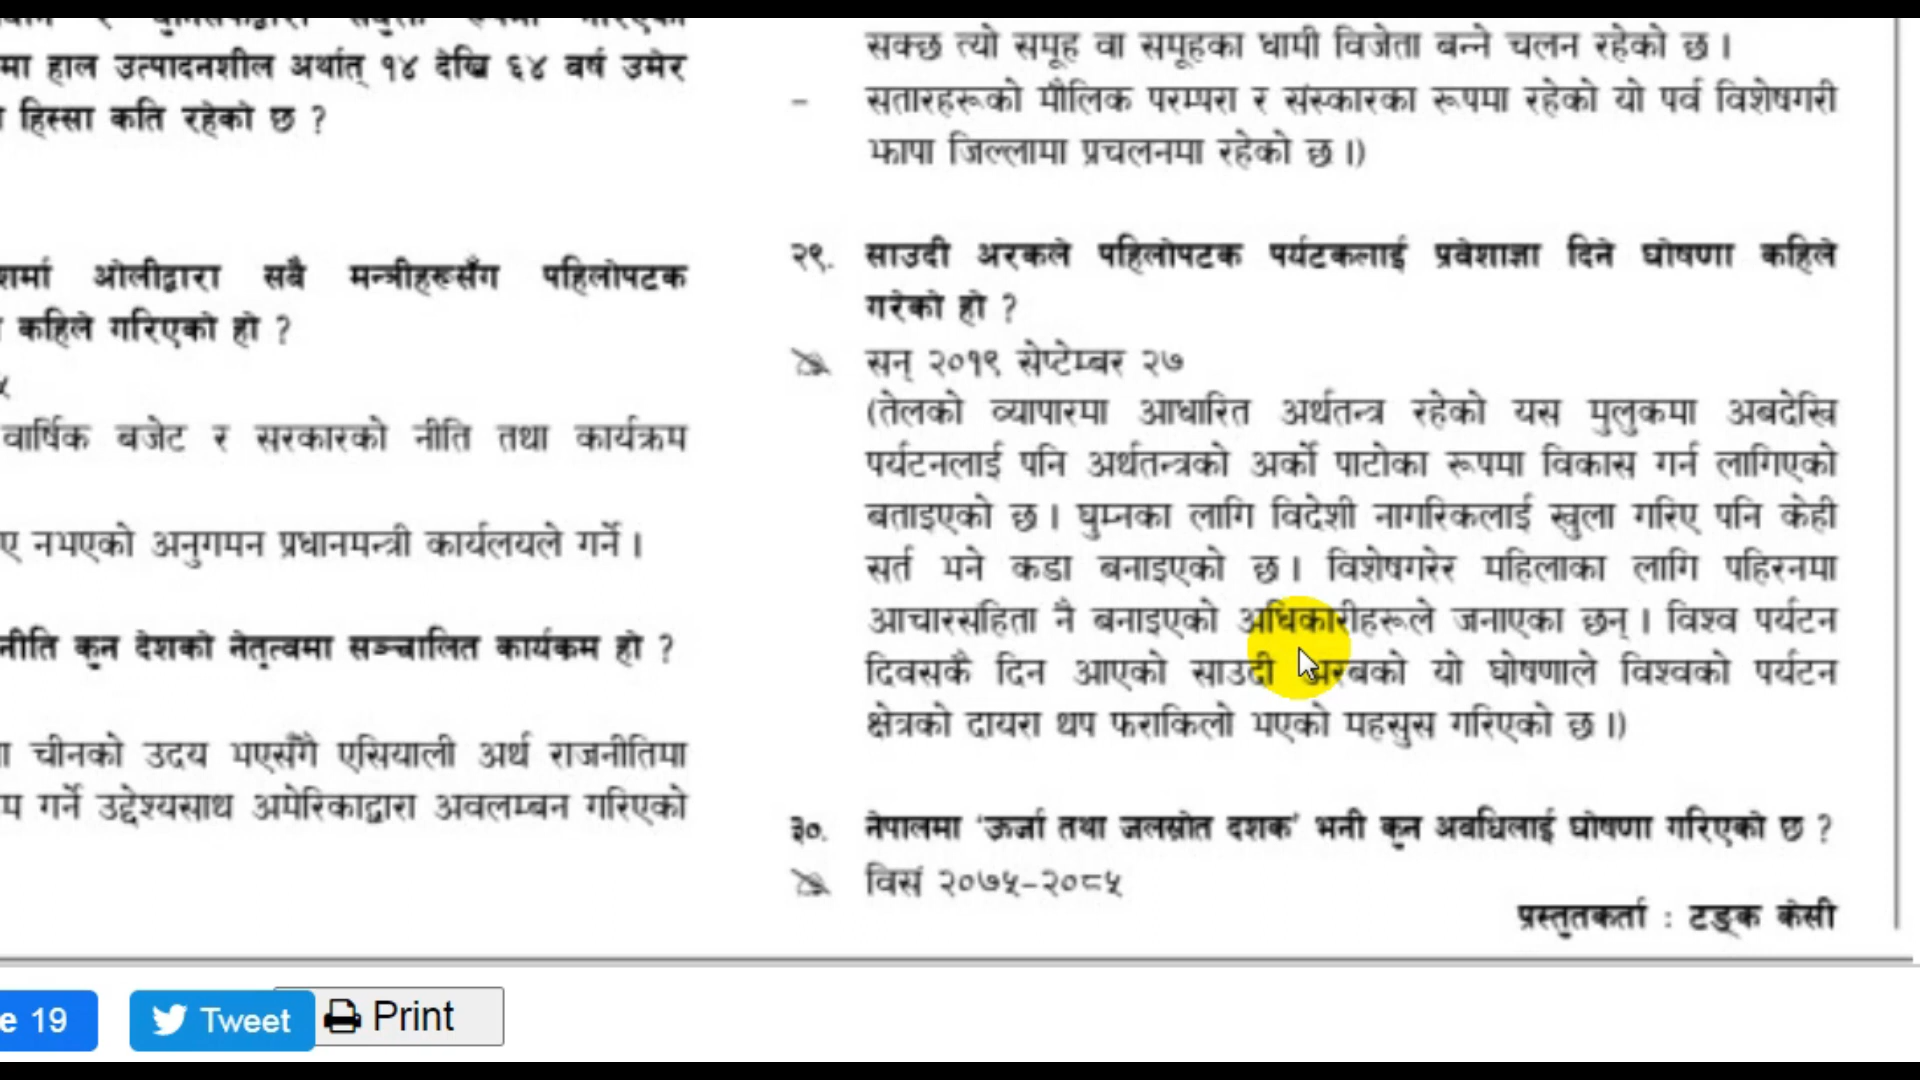 मा हाल उत्पादनशील अर्थात् १४ देखि ६४ वर्ष उमेर
हिस्सा कति रहेको छ ?
शर्मा ओलीद्वारा सबै मन्त्रीहरूसँग पहिलोपटक
कहिले गरिएको हो ?
५
वार्षिक बजेट र सरकारको नीति तथा कार्यक्रम
ए नभएको अनुगमन प्रधानमन्त्री कार्यलयले गर्ने ।
नीति कुन देशको नेतृत्वमा सञ्चालित कार्यक्रम हो ?
चीनको उदय भएसँगै एसियाली अर्थ राजनीतिमा
गर्ने उद्देश्यसाथ अमेरिकाद्वारा अवलम्बन गरिएको
सक्छ त्यो समूह वा समूहका धामी विजेता बन्ने चलन रहेको छ ।
– सतारहरूको मौलिक परम्परा र संस्कारका रूपमा रहेको यो पर्व विशेषगरी
झापा जिल्लामा प्रचलनमा रहेको छ ।)
२९. साउदी अरकले पहिलोपटक पर्यटकलाई प्रवेशाज्ञा दिने घोषणा कहिले
गरेको हो ?
सन् २०१९ सेप्टेम्बर २७
(तेलको व्यापारमा आधारित अर्थतन्त्र रहेको यस मुलुकमा अबदेखि
पर्यटनलाई पनि अर्थतन्त्रको अर्को पाटोका रूपमा विकास गर्न लागिएको
बताइएको छ । घुम्नका लागि विदेशी नागरिकलाई खुला गरिए पनि केही
सर्त भने कडा बनाइएको छ । विशेषगरेर महिलाका लागि पहिरनमा
आचारसंहिता नै बनाइएको अधिकारीहरूले जनाएका छन् । विश्व पर्यटन
दिवसकै दिन आएको साउदी अरबको यो घोषणाले विश्वको पर्यटन
क्षेत्रको दायरा थप फराकिलो भएको महसुस गरिएको छ ।)
३०. नेपालमा 'ऊर्जा तथा जलस्रोत दशक' भनी कुन अवधिलाई घोषणा गरिएको छ ?
विसं २०७५–२०८५
प्रस्तुतकर्ता : टङ्क केसी
e 19
Tweet
Print